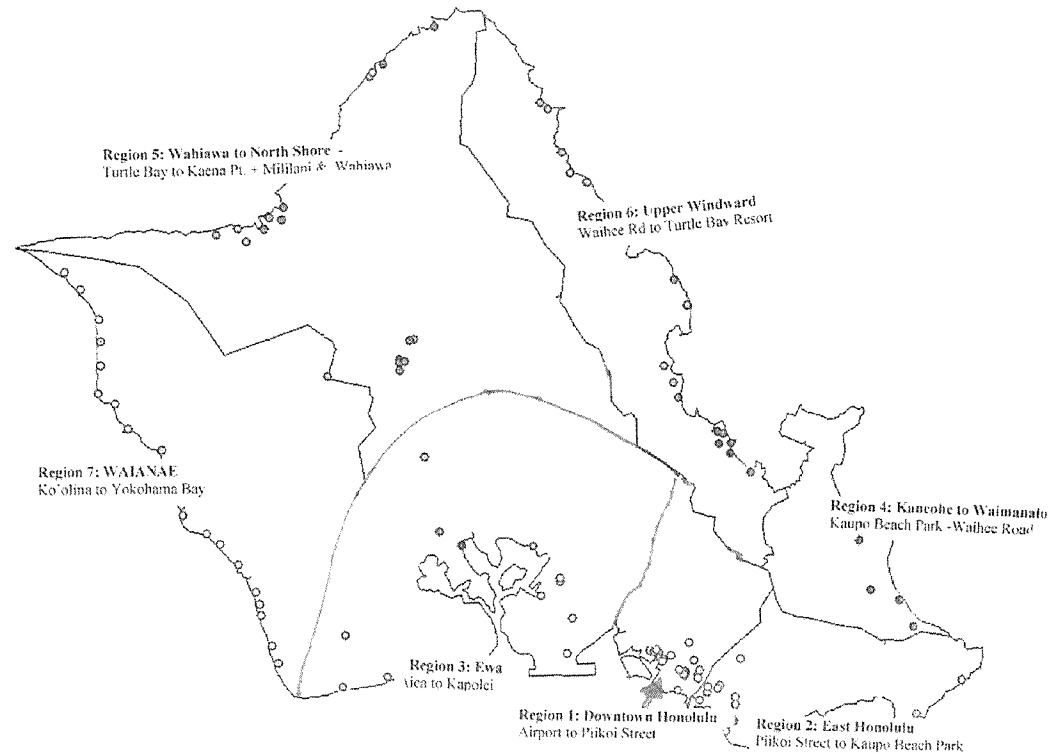 Region 5: Wahiawa to North Shore -
Turtle Bay to Kaena Pt. + Mililani & Wahiawa
Region 6: Upper Windward
Waihee Rd to Turtle Bay Resort
Region 7: WAIANAE
Ko'olina to Yokohama Bay
Region 4: Kaneohe to Waimanalo
Kaupo Beach Park -Waihee Road
Region 3: Ewa
Aiea to Kapolei
Region 1: Downtown Honolulu
Airport to Piikoi Street
Region 2: East Honolulu
Piikoi Street to Kaupo Beach Park